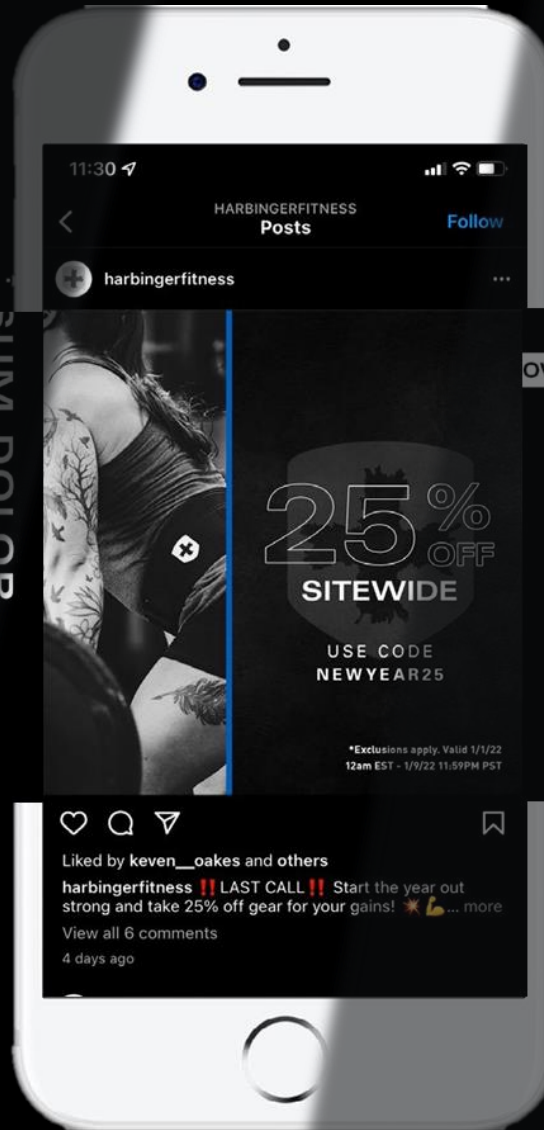 11:30
HARBINGERFITNESS
Posts
Follow
harbingerfitness
25% OFF
SITEWIDE
USE CODE
NEWYEAR25
*Exclusions apply. Valid 1/1/22
12am EST - 1/9/22 11:59PM PST
Liked by keven__oakes and others
harbingerfitness ‼️LAST CALL‼️ Start the year out
strong and take 25% off gear for your gains! 💥 💪... more
View all 6 comments
4 days ago
DOLOR